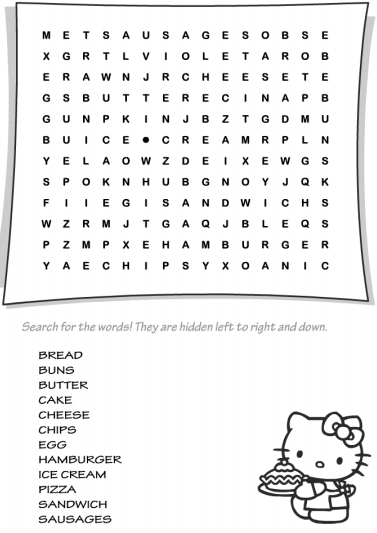 M E T S A U S A G E S O B S E
X G R T L V I O L E T A R O B
E R A W N J R C H E E S E T E
G S B U T T E R E C I N A P B
G U N P K I N J B Z T G D M U
B U I C E ● C R E A M R P L N
Y E L A O W Z D E I X E W G S
S P O K N H U B G N O Y J Q K
F I I E G I S A N D W I C H S
W Z R M J T G A Q J B L E Q S
P Z M P X E H A M B U R G E R
Y A E C H I P S Y X O A N I C
Search for the words! They are hidden left to right and down.
BREAD
BUNS
BUTTER
CAKE
CHEESE
CHIPS
EGG
HAMBURGER
ICE CREAM
PIZZA
SANDWICH
SAUSAGES